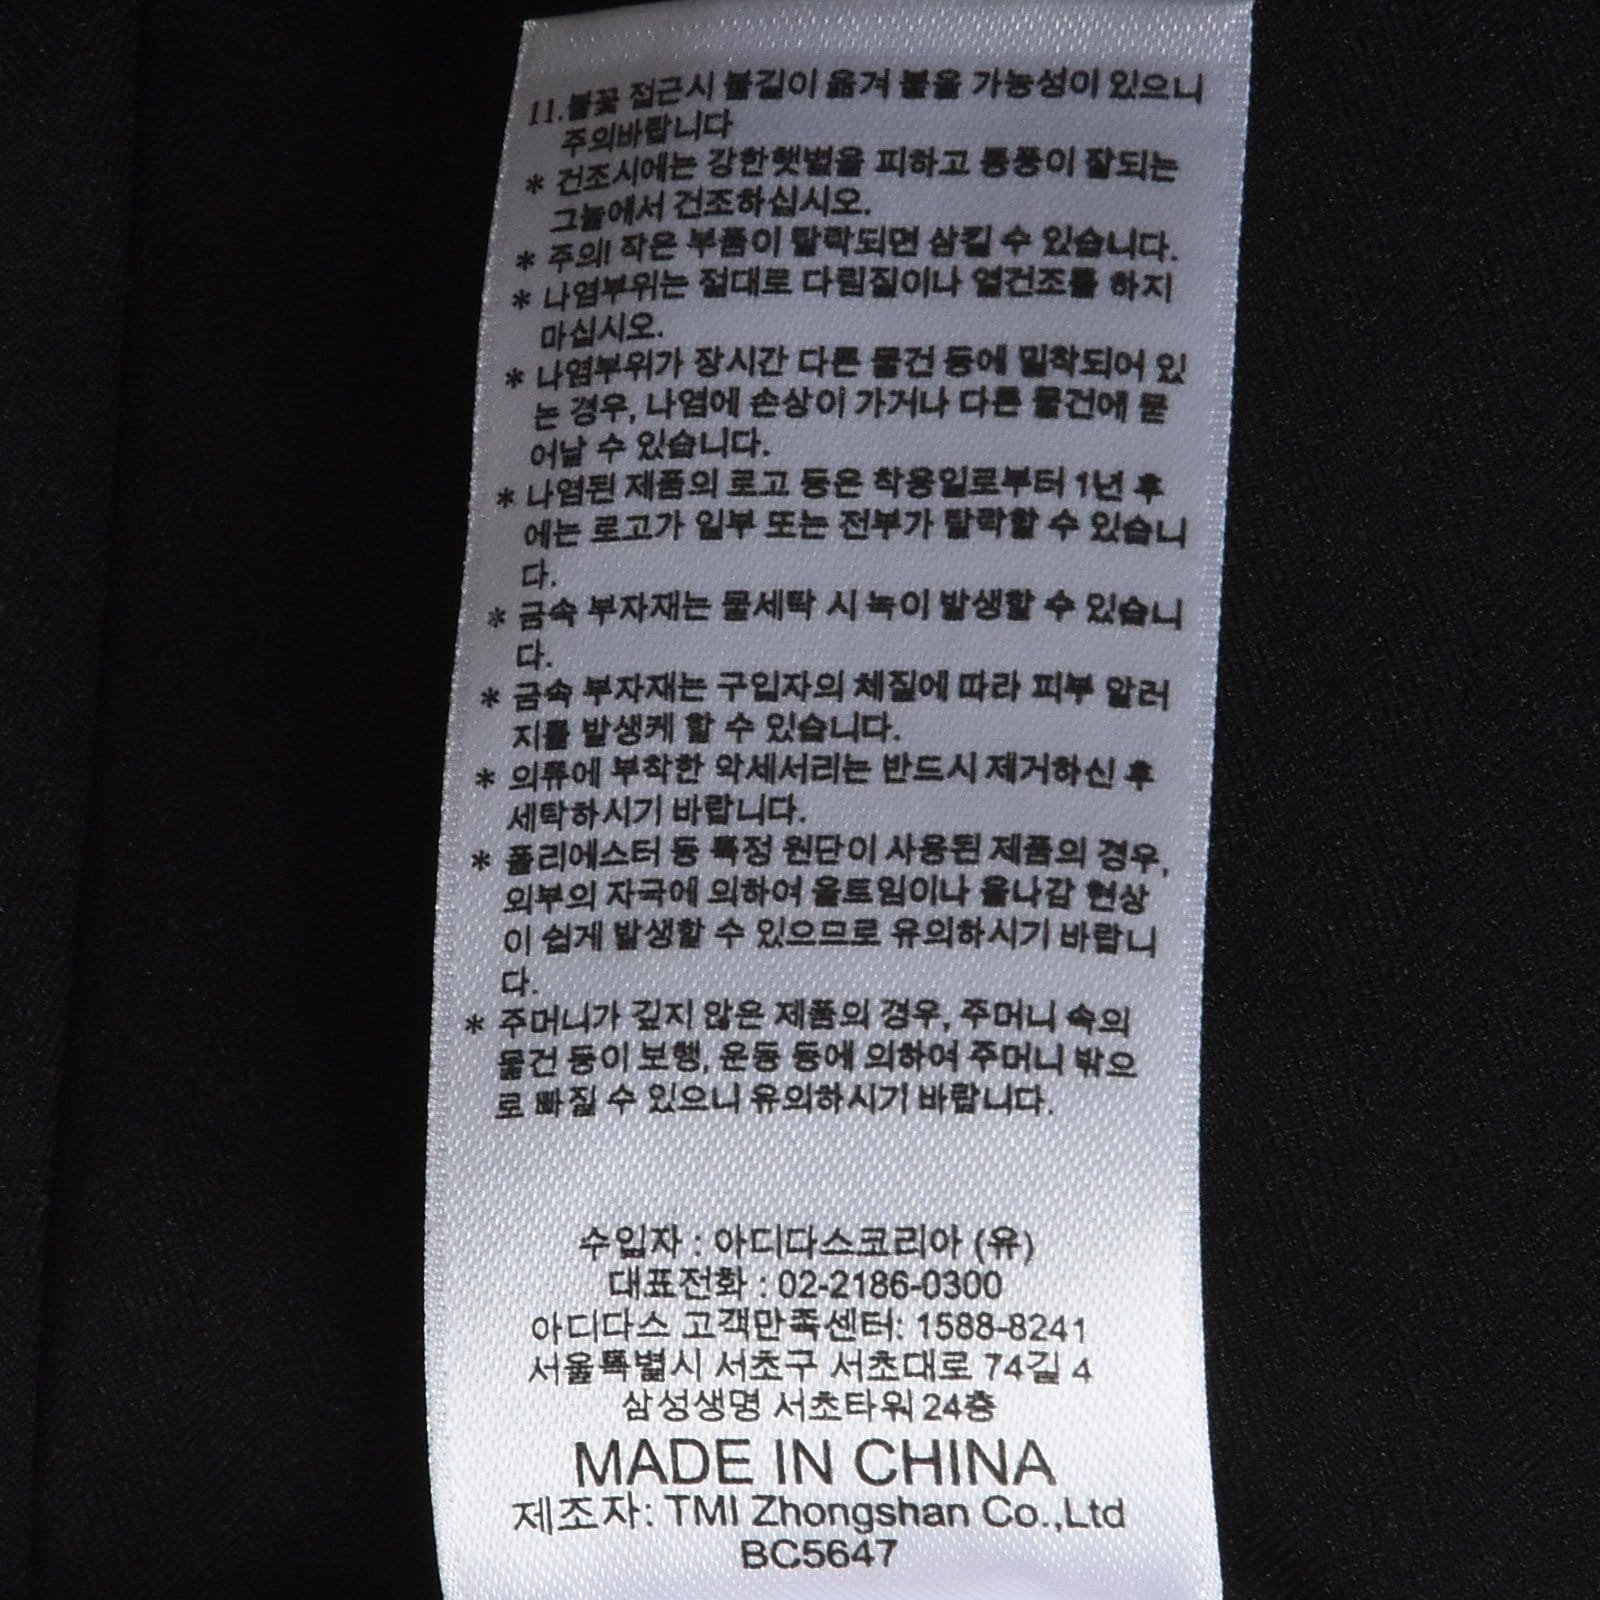 11.불꽃 접근시 불길이 옮겨 붙을 가능성이 있으니
주의바랍니다
* 건조시에는 강한햇볕을 피하고 통풍이 잘되는
그늘에서 건조하십시오.
* 주의! 작은 부품이 탈락되면 삼킬 수 있습니다.
* 나염부위는 절대로 다림질이나 열건조를 하지
마십시오.
* 나염부위가 장시간 다른 물건 등에 밀착되어 있
는 경우, 나염에 손상이 가거나 다른 물건에 묻
어날 수 있습니다.
* 나염된 제품의 로고 등은 착용일로부터 1년 후
에는 로고가 일부 또는 전부가 탈락할 수 있습니
다.
* 금속 부자재는 물세탁 시 녹이 발생할 수 있습니
다.
* 금속 부자재는 구입자의 체질에 따라 피부 알러
지를 발생케 할 수 있습니다.
* 의류에 부착한 악세서리는 반드시 제거하신 후
세탁하시기 바랍니다.
* 폴리에스터 등 특정 원단이 사용된 제품의 경우,
외부의 자국에 의하여 올트임이나 올나감 현상
이 쉽게 발생할 수 있으므로 유의하시기 바랍니
다.
* 주머니가 깊지 않은 제품의 경우, 주머니 속의
물건 등이 보행, 운동 등에 의하여 주머니 밖으
로 빠질 수 있으니 유의하시기 바랍니다.
수입자 : 아디다스코리아 (유)
대표전화 : 02-2186-0300
아디다스 고객만족센터: 1588-8241
서울특별시 서초구 서초대로 74길 4
삼성생명 서초타워 24층
MADE IN CHINA
제조자: TMI Zhongshan Co.,Ltd
BC5647